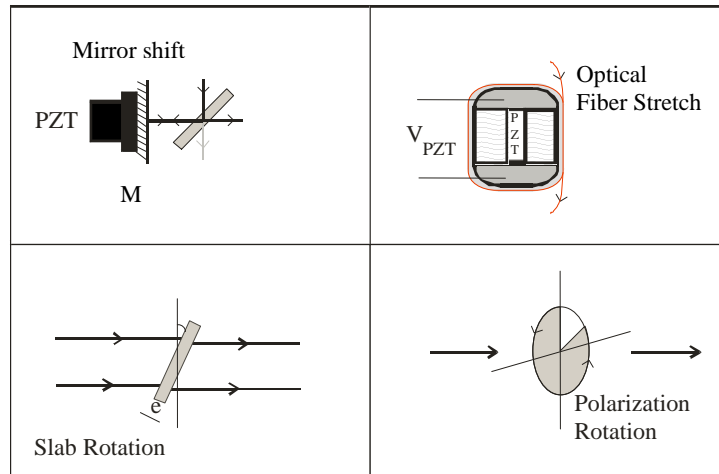 Mirror shift
PZT
M
Optical
Fiber Stretch
P
Z
T
V PZT
e
Slab Rotation
Polarization
Rotation